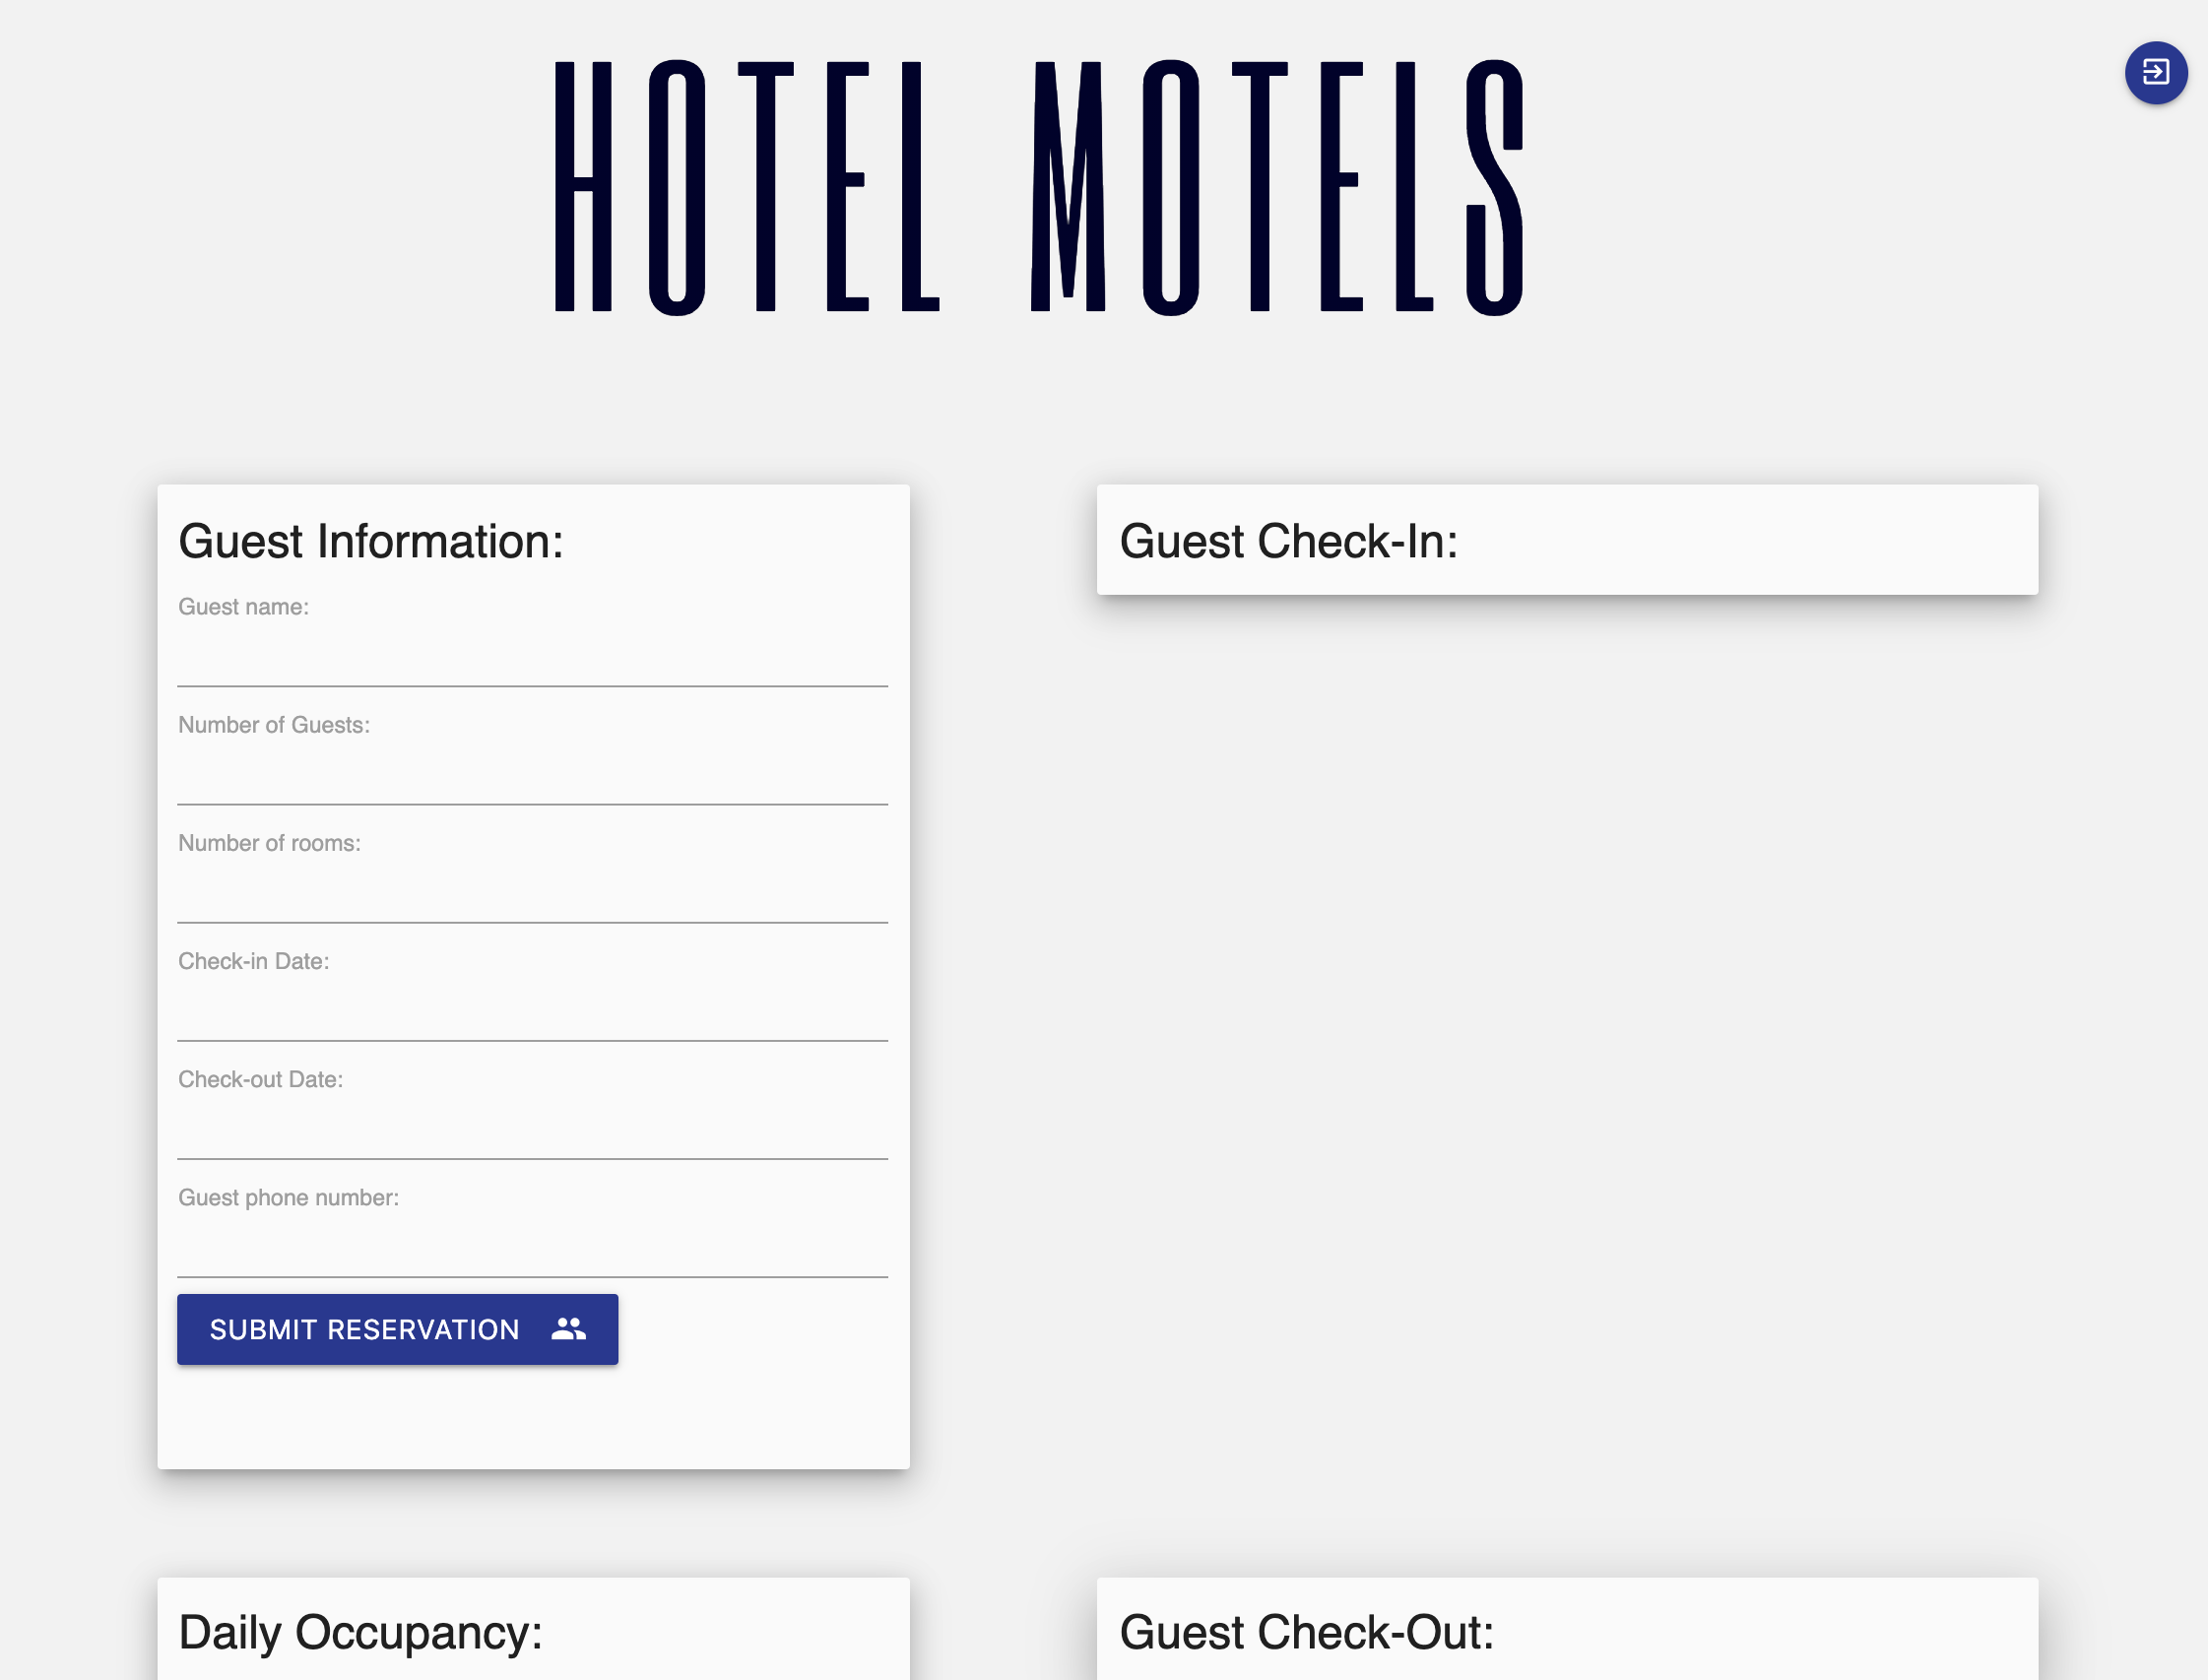 HOTEL MOTELS
Guest Information:
Guest name:
Number of Guests:
Number of rooms:
Check-in Date:
Check-out Date:
Guest phone number:
SUBMIT RESERVATION
Guest Check-In:
Daily Occupancy:
Guest Check-Out: